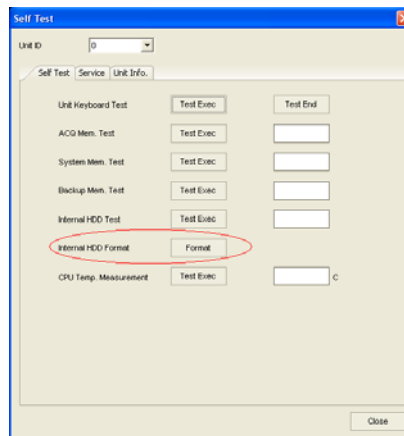 Self Test
Unit ID 0
Self Test Service Unit Info.
Unit Keyboard Test Test Exec Test End
ACQ Mem. Test Test Exec
System Mem. Test Test Exec
Backup Mem. Test Test Exec
Internal HDD Test Test Exec
Internal HDD Format Format
CPU Temp. Measurement Test Exec C
Close